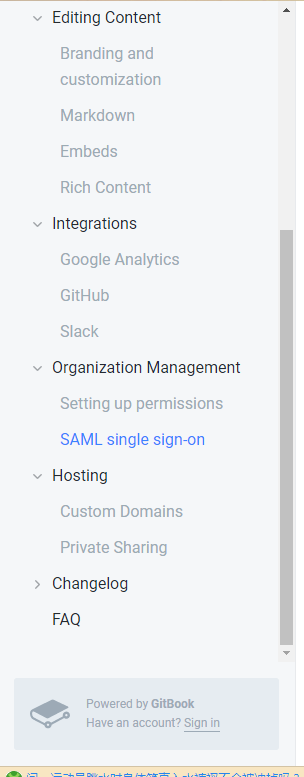 Editing Content
Branding and
customization
Markdown
Embeds
Rich Content
Integrations
Google Analytics
GitHub
Slack
Organization Management
Setting up permissions
SAML single sign-on
Hosting
Custom Domains
Private Sharing
Changelog
FAQ
Powered by GitBook
Have an account? Sign in